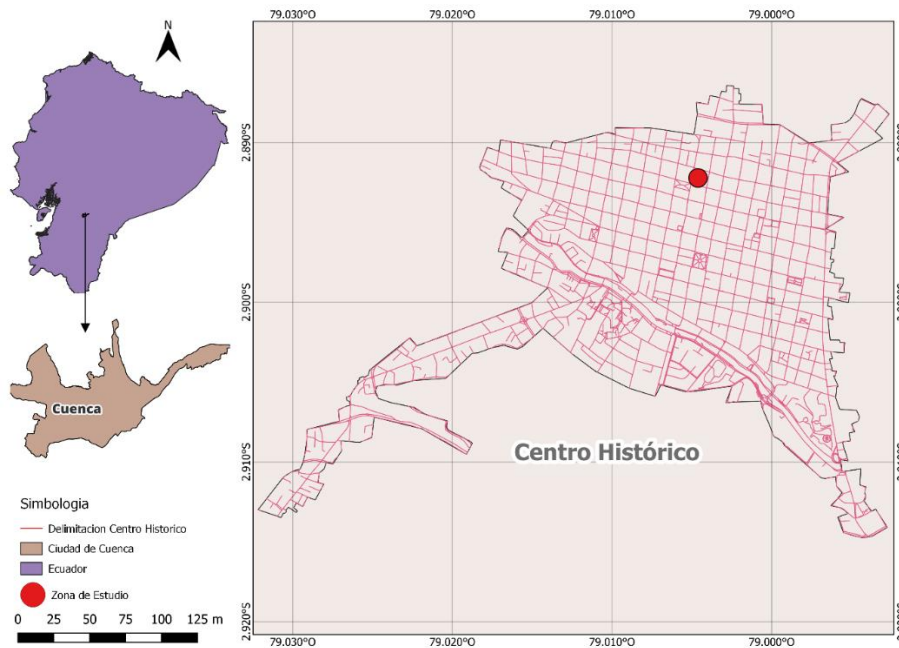 N
79.030°O 79.020°O 79.010°O 79.000°O
2.890°S
2.900°S
2.910°S
2.920°S
Cuenca
Centro Histórico
Simbologia
Delimitacion Centro Historico
Ciudad de Cuenca
Ecuador
Zona de Estudio
0 25 50 75 100 125 m
79.030°O 79.020°O 79.010°O 79.000°O